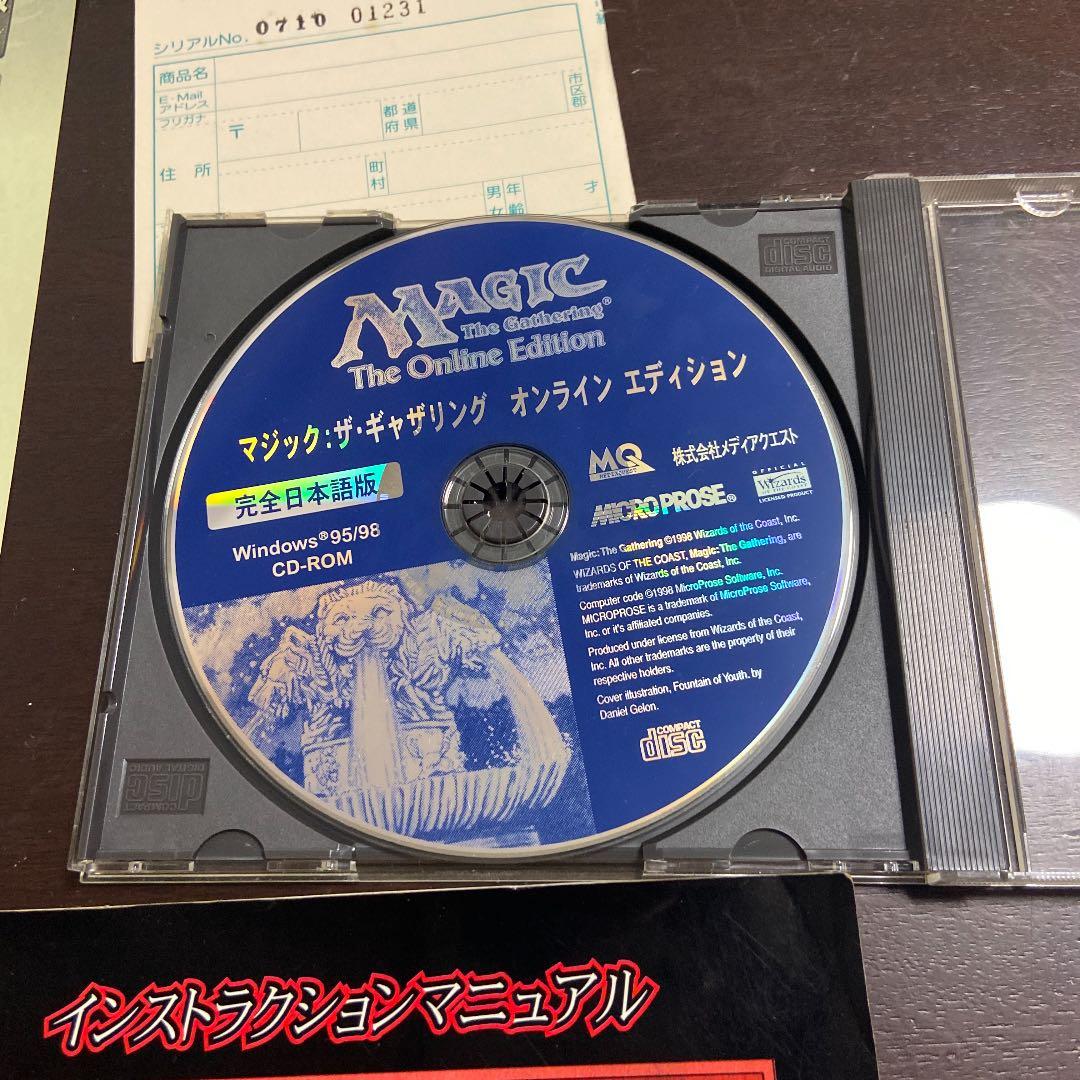 シリアルNo. 0710 01231
商品名
E-Mail
アドレス
フリガナ
〒
都道
府県
市区郡
住所
町
村
男
女
年
齢
才
COMPACT
disc
DIGITAL AUDIO
MAGIC
The Gathering®
The Online Edition
マジック:ザ・ギャザリング オンライン エディション
完全日本語版
Windows®95/98
CD-ROM
MQ
MEDIAQUEST
株式会社メディアクエスト
MICROPROSE®
OFFICIAL
Wizards
OF THE COAST
LICENSED PRODUCT
Magic: The Gathering ©1998 Wizards of the Coast, Inc.
WIZARDS OF THE COAST, Magic: The Gathering, are
trademarks of Wizards of the Coast, Inc.
Computer code ©1998 MicroProse Software, Inc.
MICROPROSE is a trademark of MicroProse Software,
Inc. or it's affiliated companies.
Produced under license from Wizards of the Coast,
Inc. All other trademarks are the property of their
respective holders.
Cover illustration, Fountain of Youth. by
Daniel Gelon.
COMPACT
disc
COMPACT
disc
DIGITAL AUDIO
インストラクションマニュアル